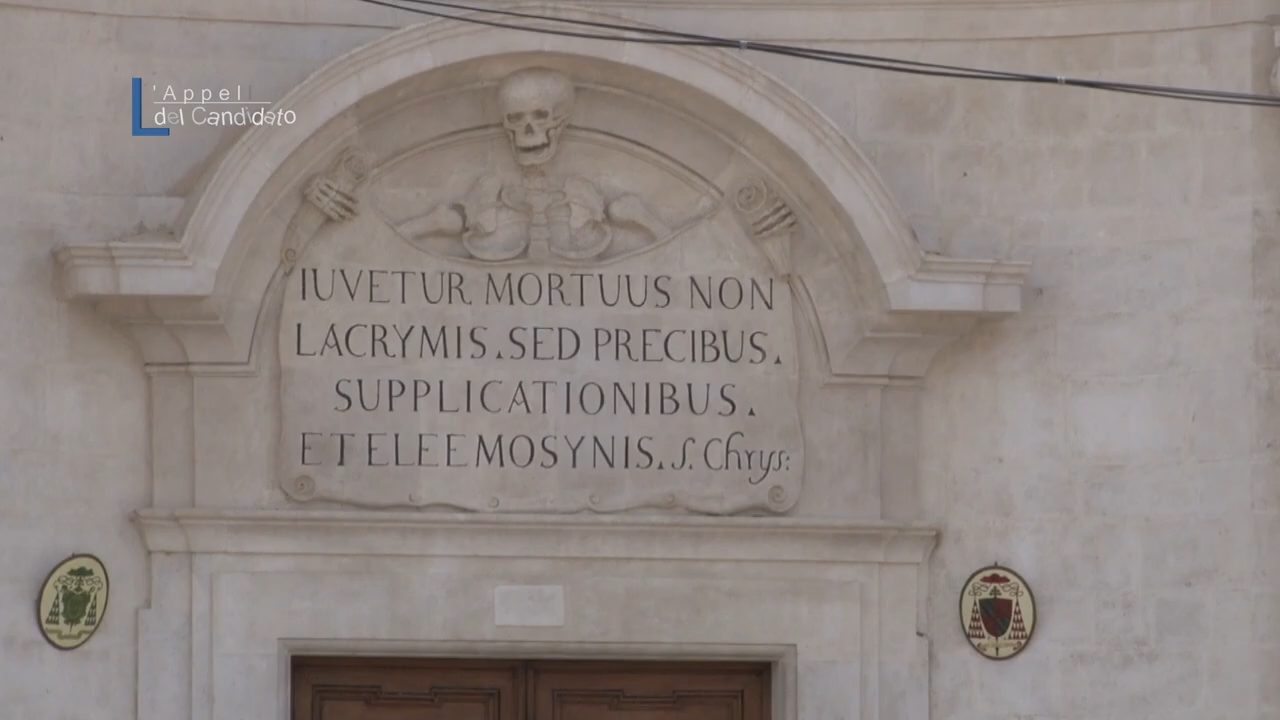 L'Appel
del Candidato
IUVETUR MORTUUS NON
LACRYMIS. SED PRECIBUS.
SUPPLICATIONIBUS.
ET ELEEMOSYNIS. S. Chrys: